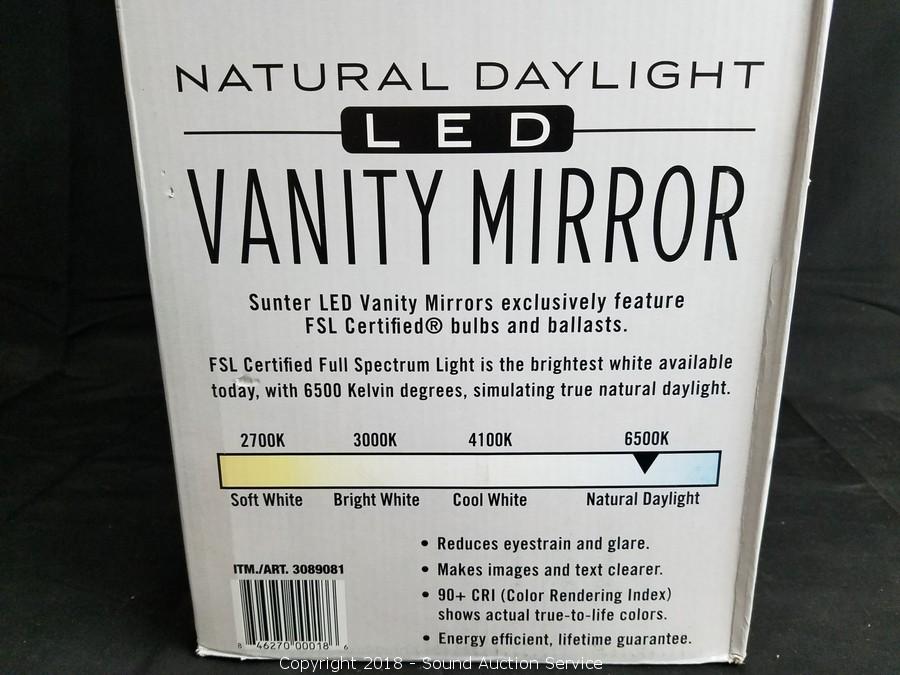 NATURAL DAYLIGHT
LED
VANITY MIRROR
Sunter LED Vanity Mirrors exclusively feature
FSL Certified® bulbs and ballasts.
FSL Certified Full Spectrum Light is the brightest white available
today, with 6500 Kelvin degrees, simulating true natural daylight.
2700K 3000K 4100K 6500K
Soft White Bright White Cool White Natural Daylight
• Reduces eyestrain and glare.
• Makes images and text clearer.
• 90+ CRI (Color Rendering Index)
shows actual true-to-life colors.
• Energy efficient, lifetime guarantee.
ITM./ART. 3089081
8 46270 00018 6
Copyright 2018 - Sound Auction Service